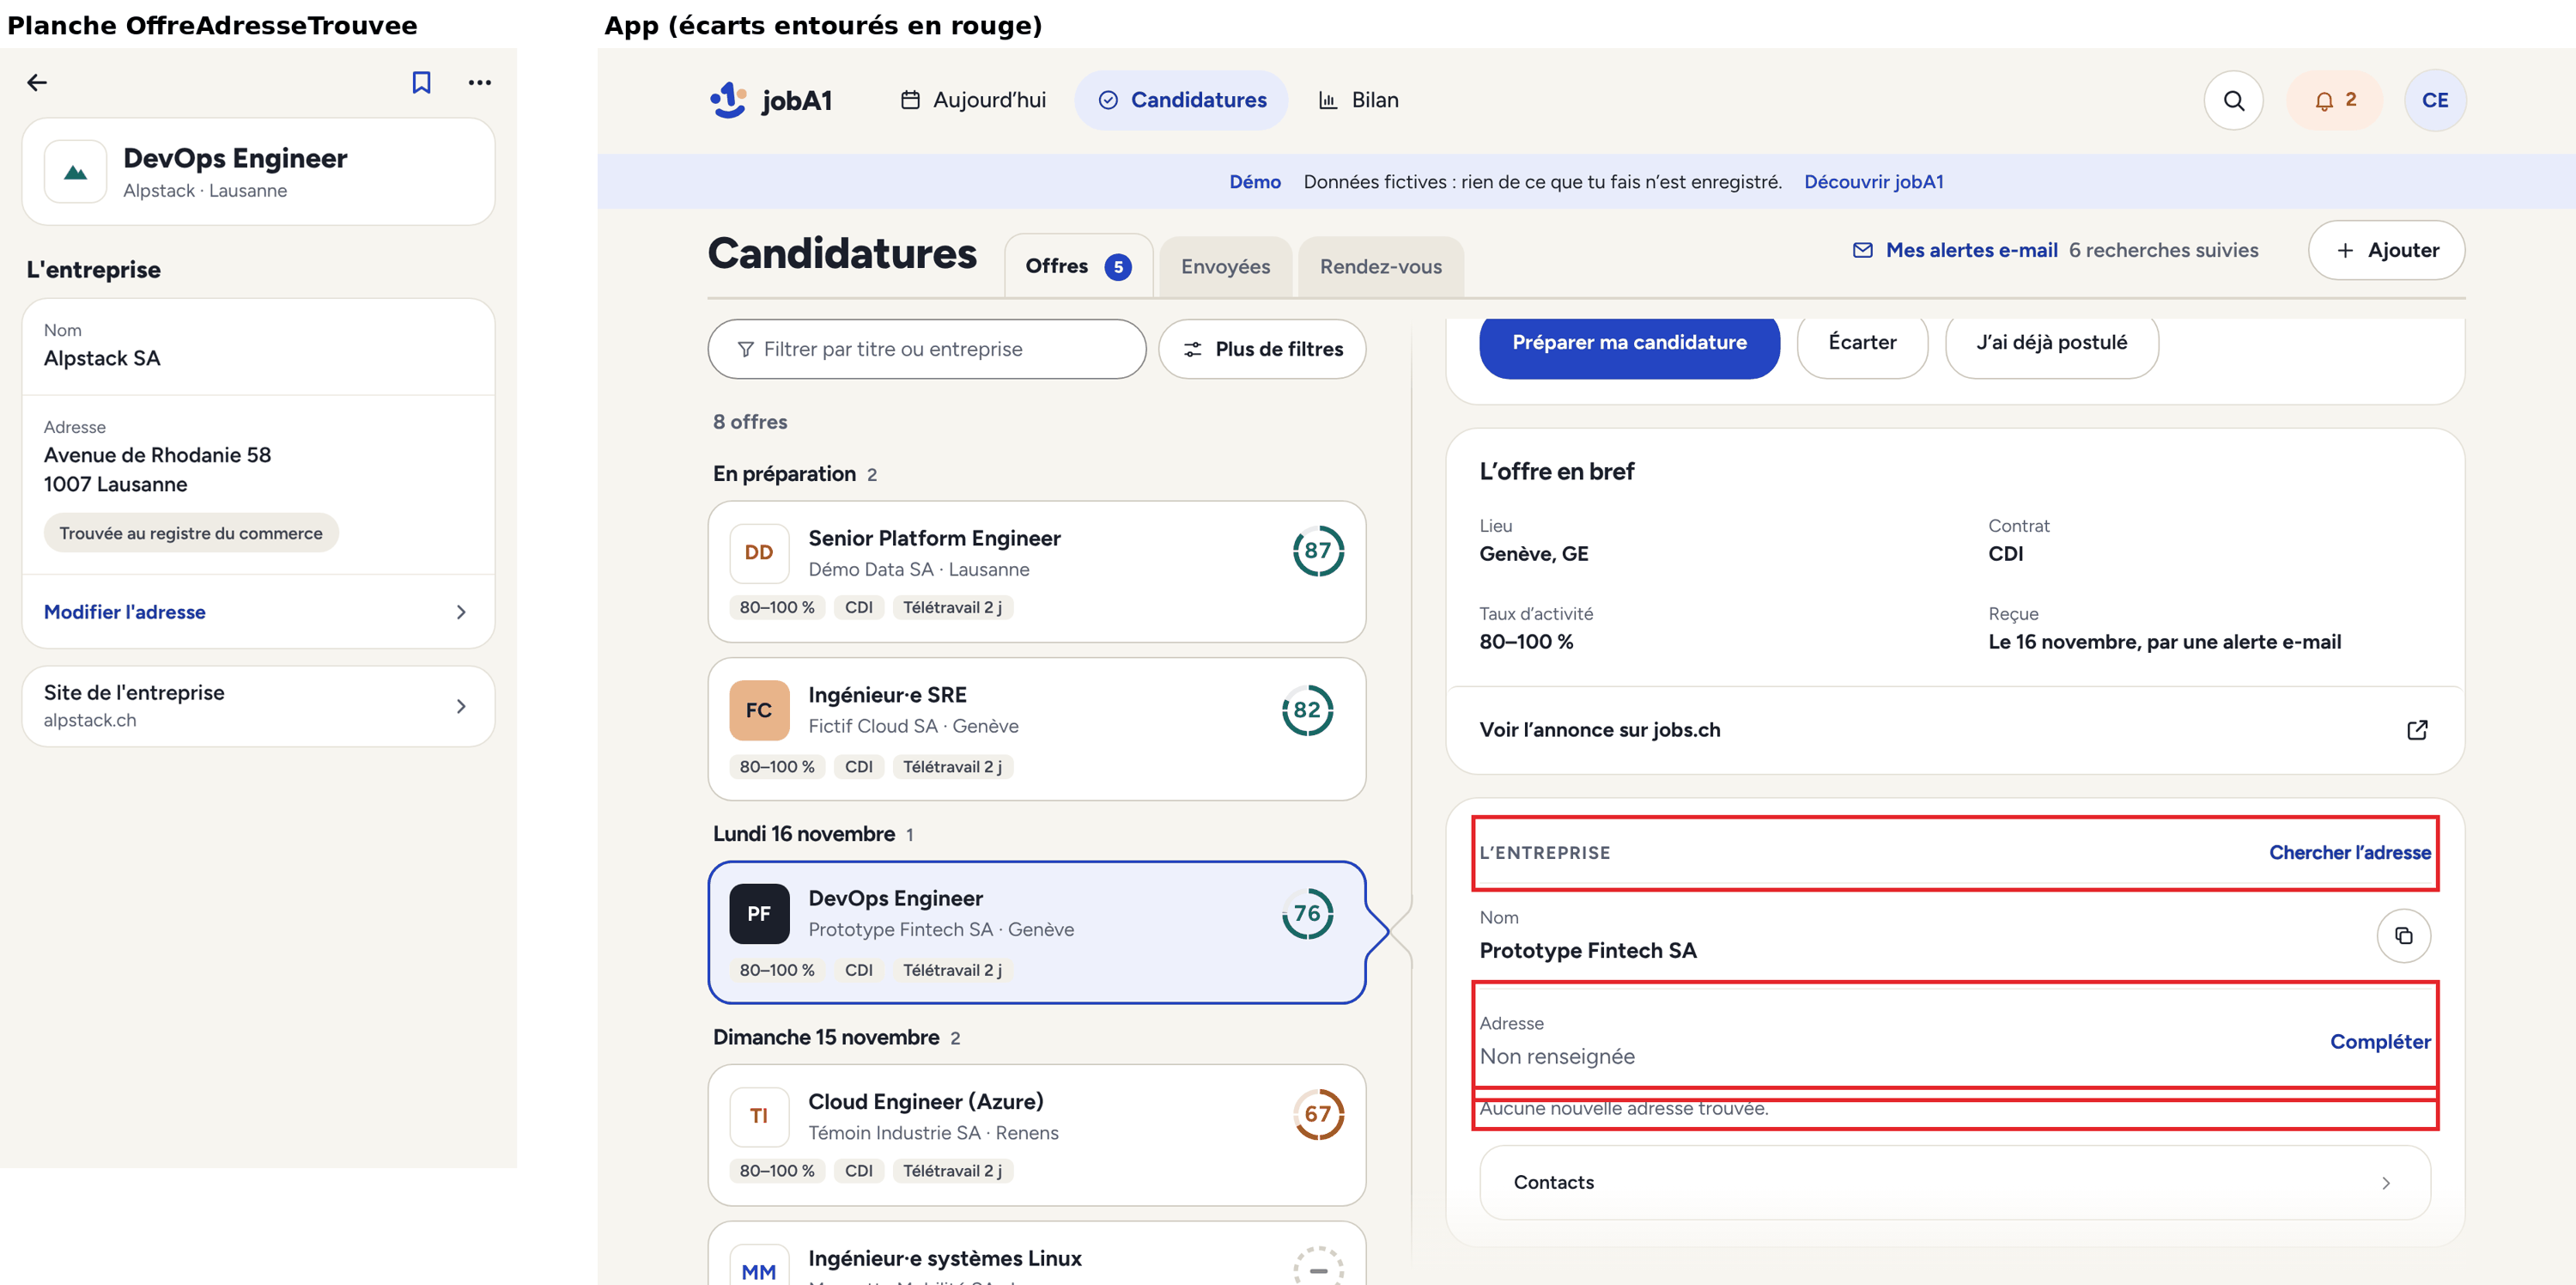 Planche OffreAdresseTrouvee
DevOps Engineer
Alpstack · Lausanne
L'entreprise
Nom
Alpstack SA
Adresse
Avenue de Rhodanie 58
1007 Lausanne
Trouvée au registre du commerce
Modifier l'adresse
Site de l'entreprise
alpstack.ch
App (écarts entourés en rouge)
jobA1
Aujourd’hui
Candidatures
Bilan
2
CE
Démo Données fictives : rien de ce que tu fais n’est enregistré. Découvrir jobA1
Candidatures
Offres 5
Envoyées
Rendez-vous
Mes alertes e-mail 6 recherches suivies
Ajouter
Filtrer par titre ou entreprise
Plus de filtres
8 offres
En préparation 2
DD
Senior Platform Engineer
Démo Data SA · Lausanne
80–100 % CDI Télétravail 2 j
87
FC
Ingénieur·e SRE
Fictif Cloud SA · Genève
80–100 % CDI Télétravail 2 j
82
Lundi 16 novembre 1
PF
DevOps Engineer
Prototype Fintech SA · Genève
80–100 % CDI Télétravail 2 j
76
Dimanche 15 novembre 2
TI
Cloud Engineer (Azure)
Témoin Industrie SA · Renens
80–100 % CDI Télétravail 2 j
67
MM
Ingénieur·e systèmes Linux
Préparer ma candidature
Écarter
J’ai déjà postulé
L’offre en bref
Lieu
Genève, GE
Contrat
CDI
Taux d’activité
80–100 %
Reçue
Le 16 novembre, par une alerte e-mail
Voir l’annonce sur jobs.ch
L’ENTREPRISE
Chercher l’adresse
Nom
Prototype Fintech SA
Adresse
Non renseignée
Compléter
Aucune nouvelle adresse trouvée.
Contacts